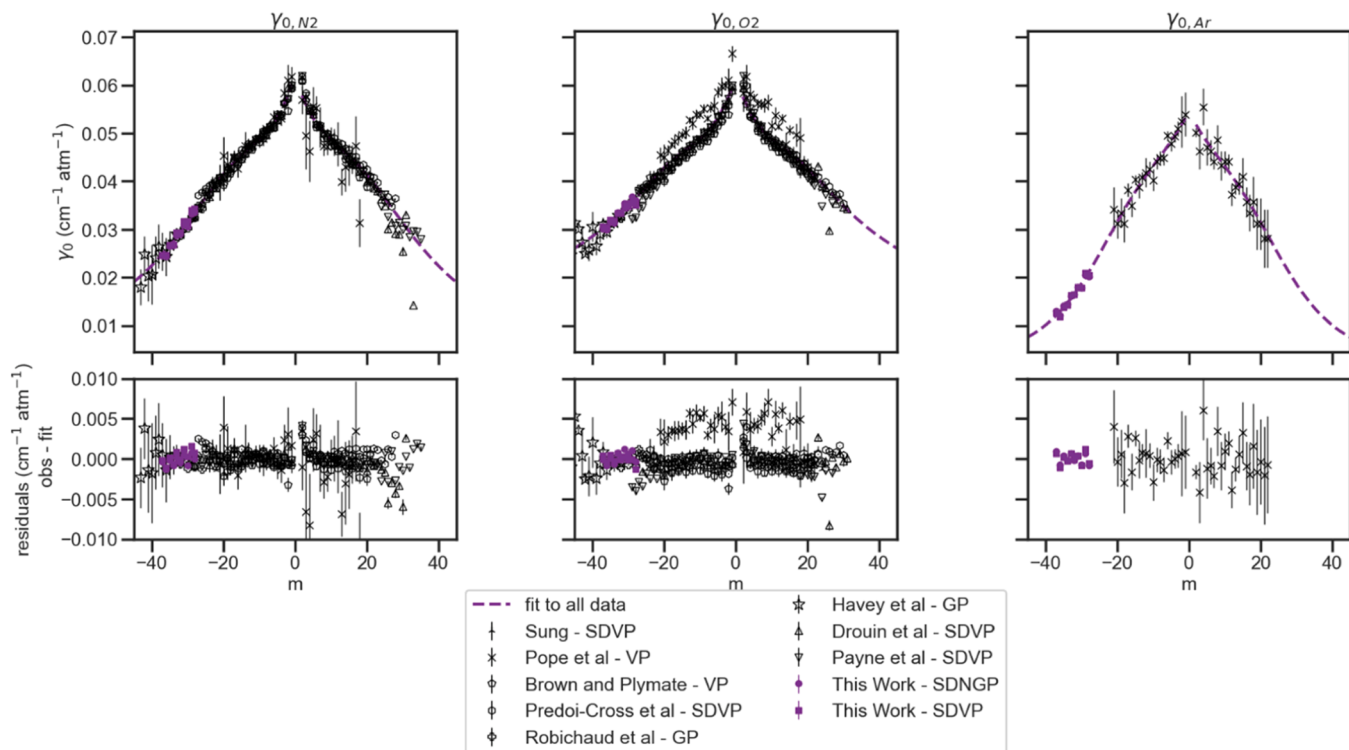 γ0, N2
γ0, O2
γ0, Ar
0.07
0.06
0.05
0.04
0.03
0.02
0.01
γ0 (cm−1 atm−1)
0.010
0.005
0.000
−0.005
−0.010
residuals (cm−1 atm−1)
obs - fit
−40 −20 0 20 40
−40 −20 0 20 40
−40 −20 0 20 40
m
m
m
fit to all data
Sung - SDVP
Pope et al - VP
Brown and Plymate - VP
Predoi-Cross et al - SDVP
Robichaud et al - GP
Havey et al - GP
Drouin et al - SDVP
Payne et al - SDVP
This Work - SDNGP
This Work - SDVP